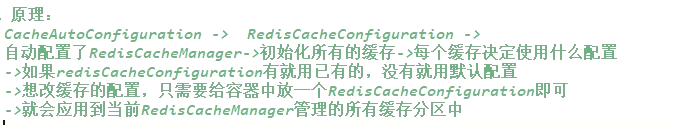 、原理：
CacheAutoConfiguration -> RedisCacheConfiguration ->
自动配置了RedisCacheManager->初始化所有的缓存->每个缓存决定使用什么配置
->如果redisCacheConfiguration有就用已有的，没有就用默认配置
->想改缓存的配置，只需要给容器中放一个RedisCacheConfiguration即可
->就会应用到当前RedisCacheManager管理的所有缓存分区中